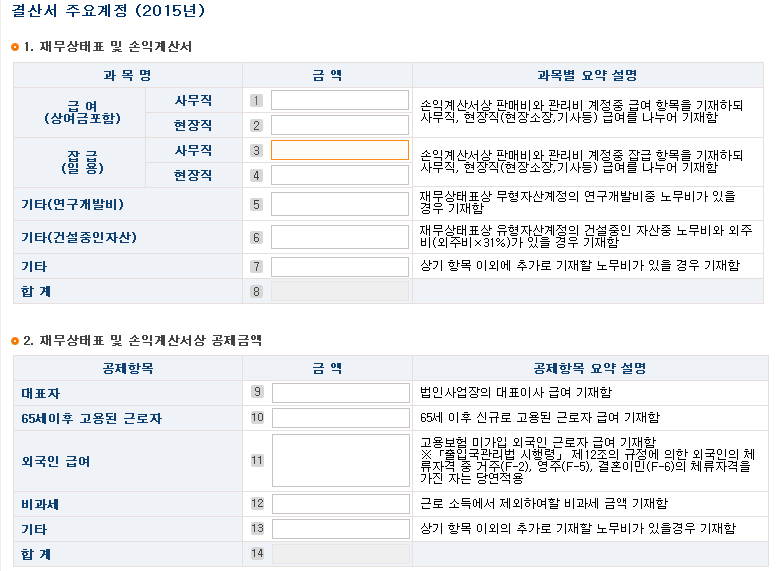 결산서 주요계정 (2015년)
1. 재무상태표 및 손익계산서
과 목 명
금 액
과목별 요약 설명
급 여
(상여금포함)
사무직
1
손익계산서상 판매비와 관리비 계정중 급여 항목을 기재하되
사무직, 현장직(현장소장,기사등) 급여를 나누어 기재함
현장직
2
잡 급
(일 용)
사무직
3
손익계산서상 판매비와 관리비 계정중 잡급 항목을 기재하되
사무직, 현장직(현장소장,기사등) 급여를 나누어 기재함
현장직
4
기타(연구개발비)
5
재무상태표상 무형자산계정의 연구개발비중 노무비가 있을
경우 기재함
기타(건설중인자산)
6
재무상태표상 유형자산계정의 건설중인 자산중 노무비와 외주
비(외주비×31%)가 있을 경우 기재함
기타
7
상기 항목 이외에 추가로 기재할 노무비가 있을 경우 기재함
합 계
8
2. 재무상태표 및 손익계산서상 공제금액
공제항목
금 액
공제항목 요약 설명
대표자
9
법인사업장의 대표이사 급여 기재함
65세이후 고용된 근로자
10
65세 이후 신규로 고용된 근로자 급여 기재함
외국인 급여
11
고용보험 미가입 외국인 근로자 급여 기재함
※「출입국관리법 시행령」 제12조의 규정에 의한 외국인의 체
류자격 중 거주(F-2), 영주(F-5), 결혼이민(F-6)의 체류자격을
가진 자는 당연적용
비과세
12
근로 소득에서 제외하여할 비과세 금액 기재함
기타
13
상기 항목 이외의 추가로 기재할 노무비가 있을경우 기재함
합 계
14